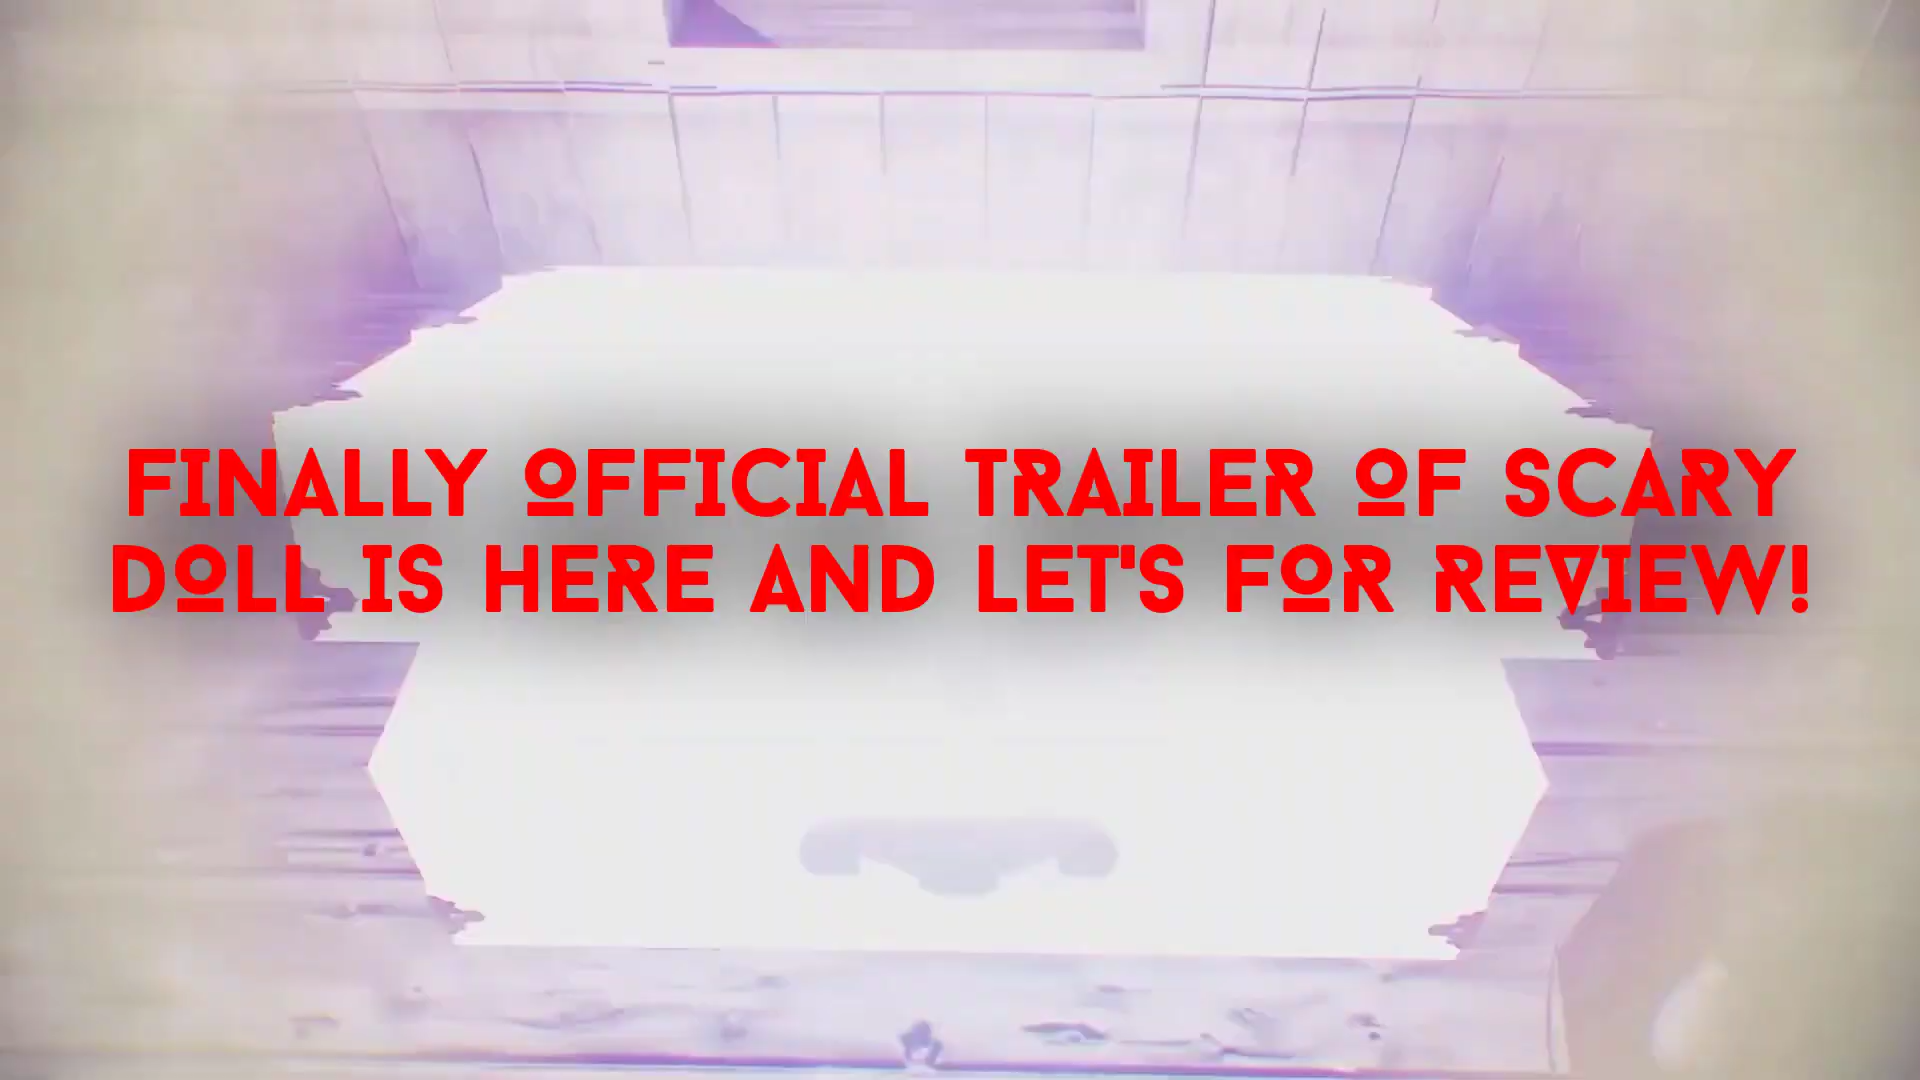 FINALLY OFFICIAL TRAILER OF SCARY
DOLL IS HERE AND LET'S FOR REVIEW!